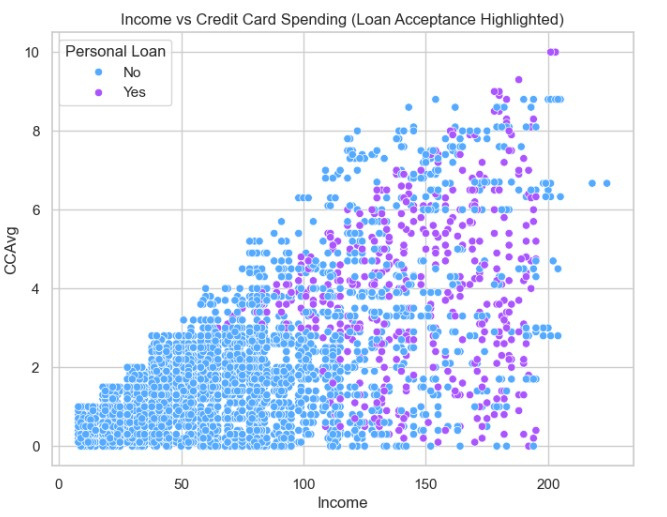 Income vs Credit Card Spending (Loan Acceptance Highlighted)
Personal Loan
No
Yes
10
8
6
4
2
0
CCAvg
0 50 100 150 200
Income